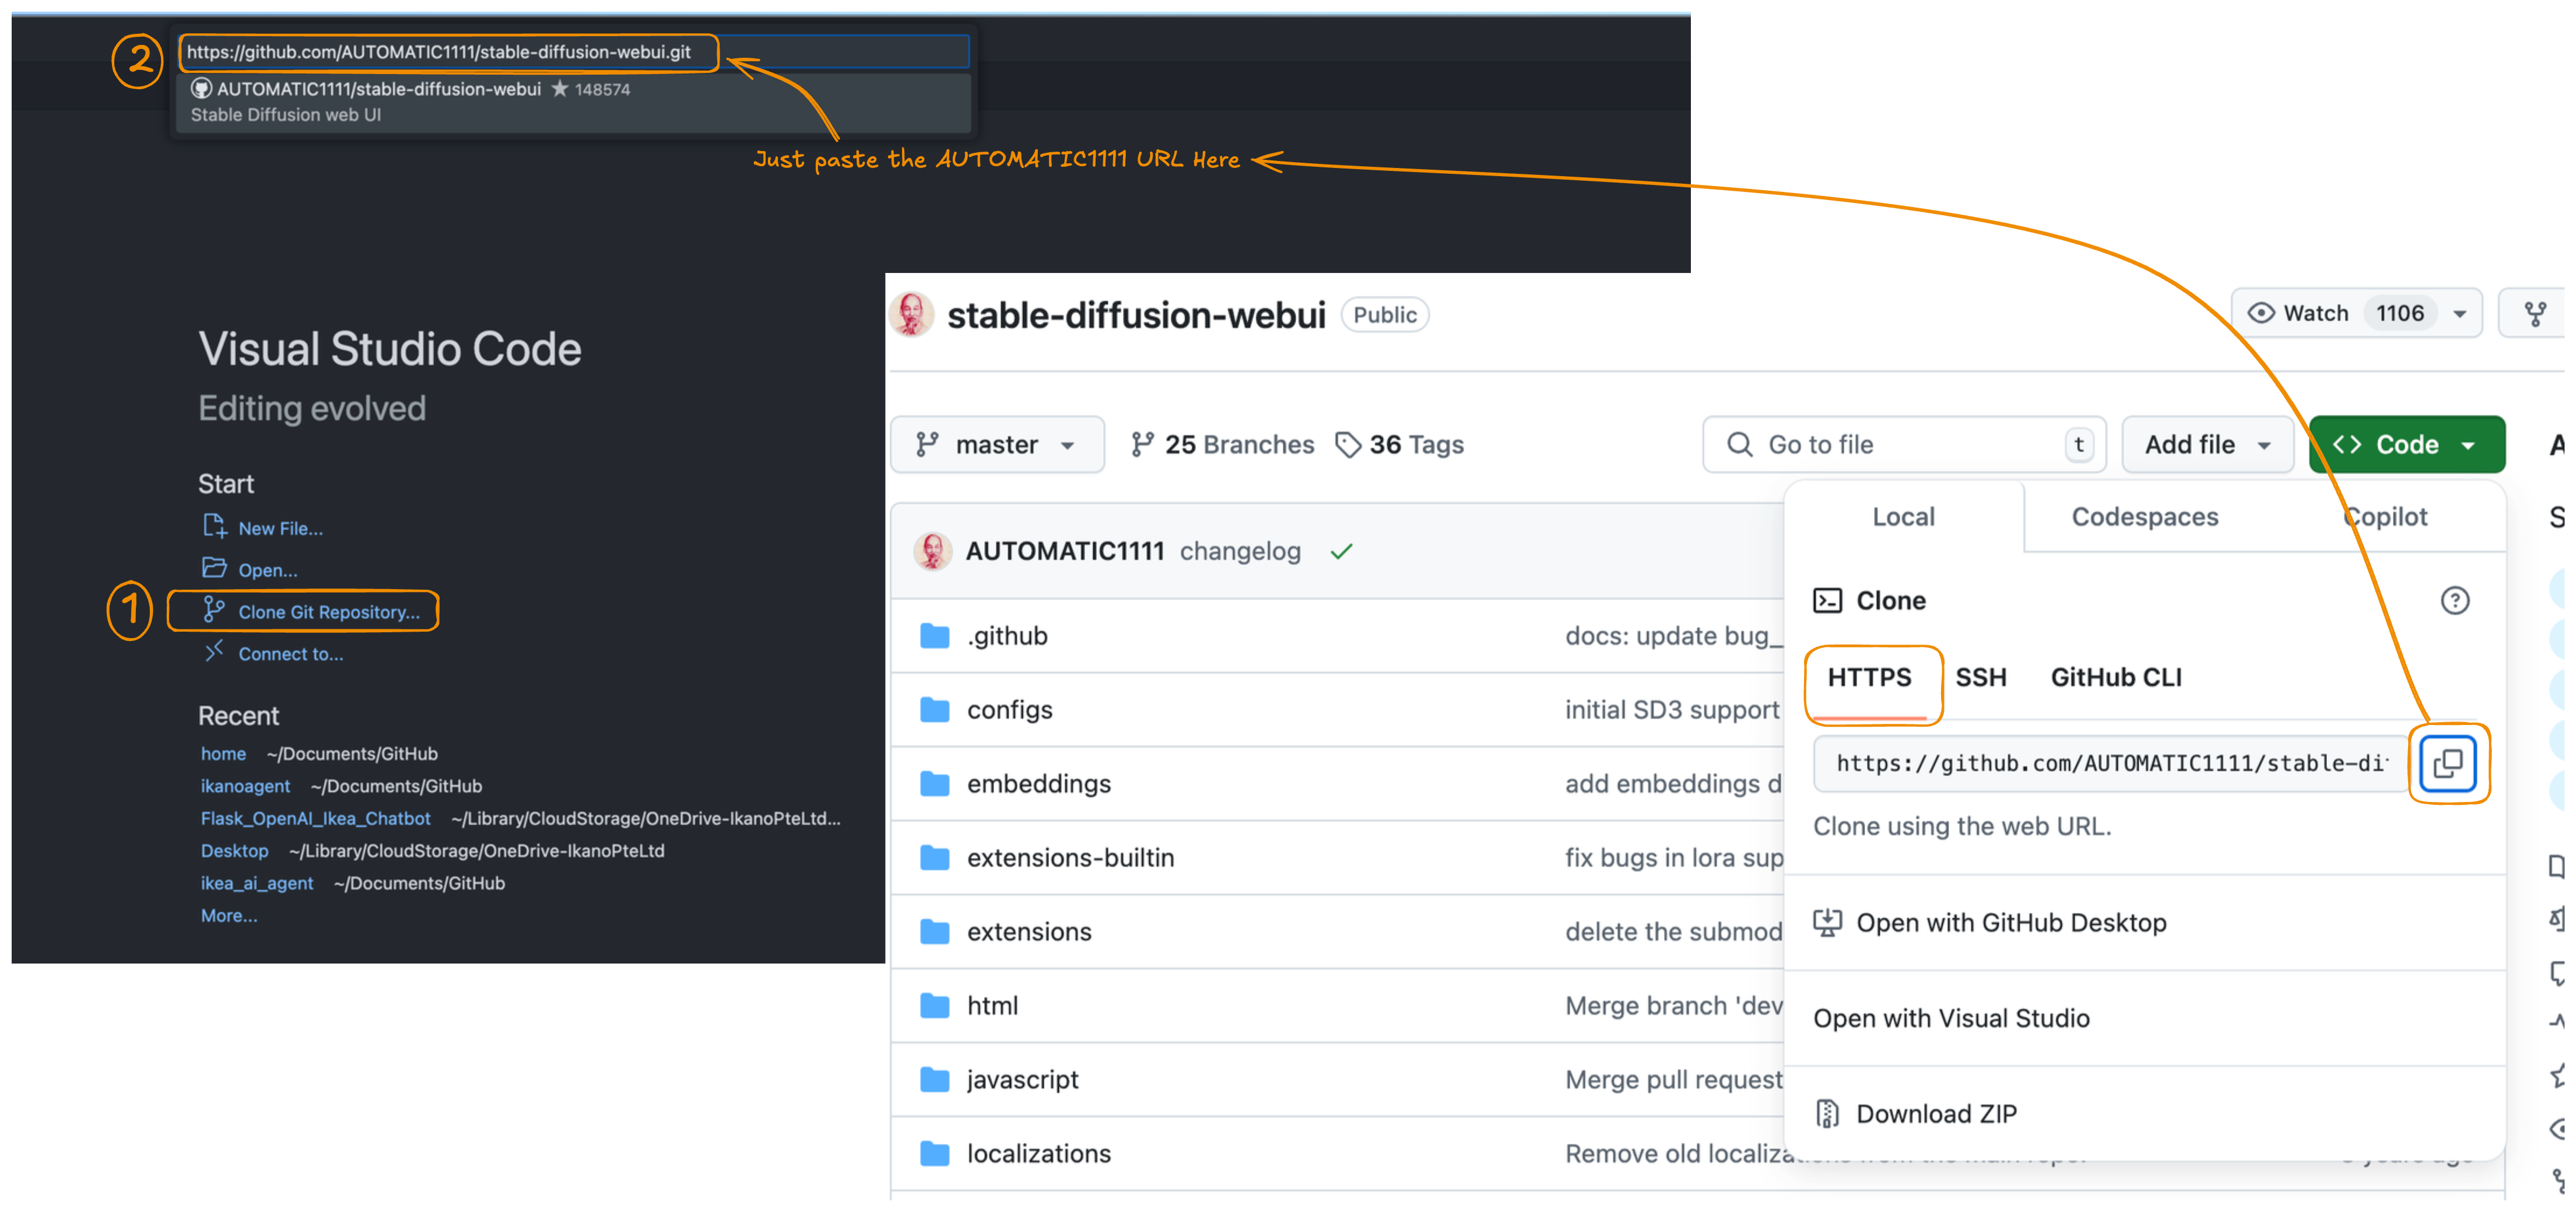 2
https://github.com/AUTOMATIC1111/stable-diffusion-webui.git
AUTOMATIC1111/stable-diffusion-webui ★ 148574
Stable Diffusion web UI
Just paste the AUTOMATIC1111 URL Here
Visual Studio Code
Editing evolved
Start
New File...
Open...
1
Clone Git Repository...
Connect to...
Recent
home ~/Documents/GitHub
ikanoagent ~/Documents/GitHub
Flask_OpenAI_Ikea_Chatbot ~/Library/CloudStorage/OneDrive-IkanoPteLtd...
Desktop ~/Library/CloudStorage/OneDrive-IkanoPteLtd
ikea_ai_agent ~/Documents/GitHub
More...
stable-diffusion-webui Public
Watch 1106
master 25 Branches 36 Tags
Go to file t
Add file
<> Code
AUTOMATIC1111 changelog
.github docs: update bug_
configs initial SD3 support
embeddings add embeddings d
extensions-builtin fix bugs in lora sup
extensions delete the submod
html Merge branch 'dev
javascript Merge pull request
localizations Remove old localiza
Local Codespaces Copilot
Clone
HTTPS SSH GitHub CLI
https://github.com/AUTOMATIC1111/stable-di
Clone using the web URL.
Open with GitHub Desktop
Open with Visual Studio
Download ZIP